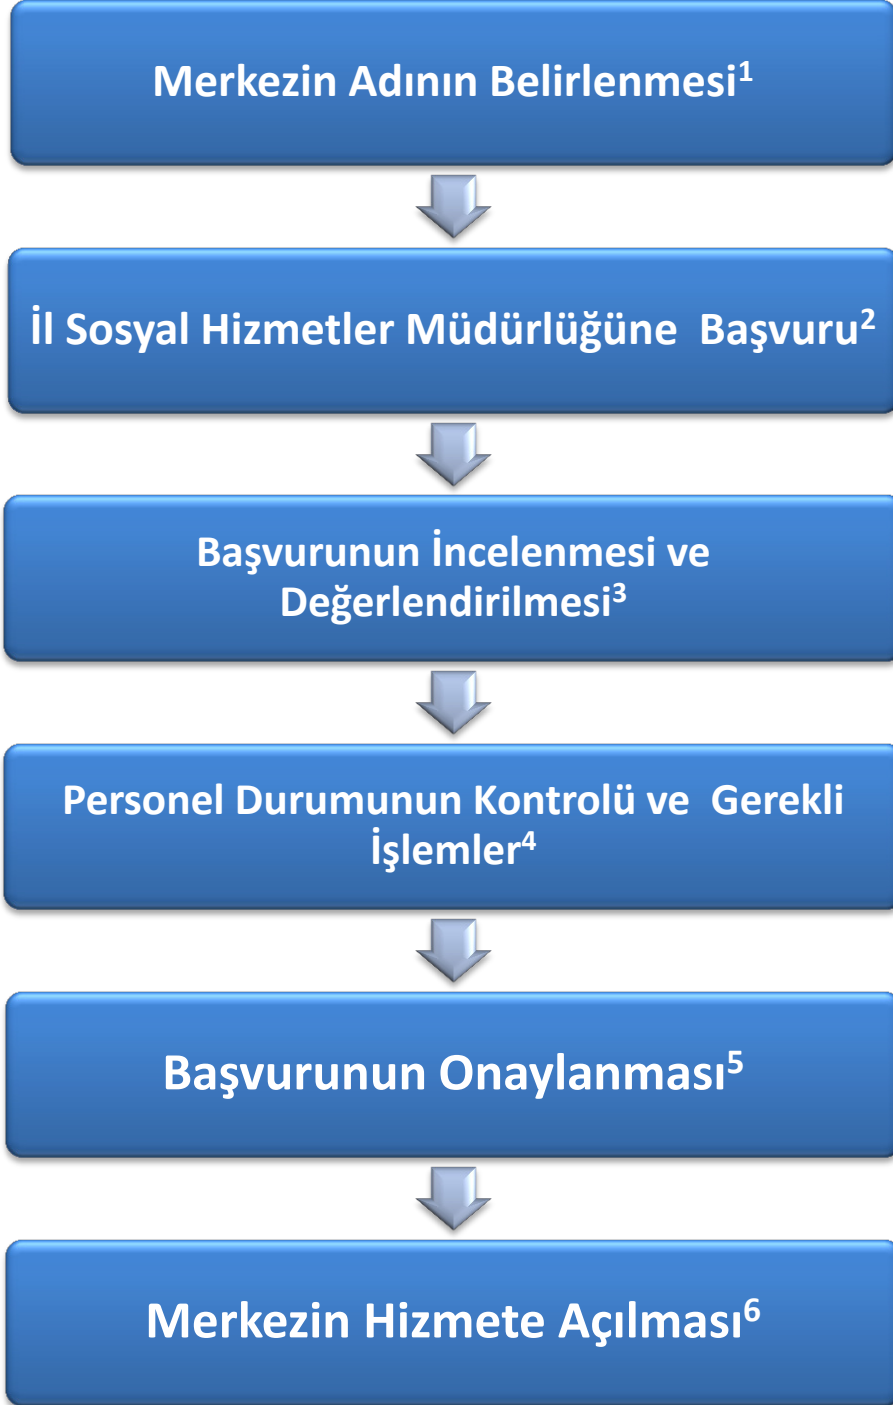 Merkezin Adının Belirlenmesi¹
İl Sosyal Hizmetler Müdürlüğüne  Başvuru²
Başvurunun İncelenmesi ve
Değerlendirilmesi³
Personel Durumunun Kontrolü ve  Gerekli
İşlemler⁴
Başvurunun Onaylanması⁵
Merkezin Hizmete Açılması⁶